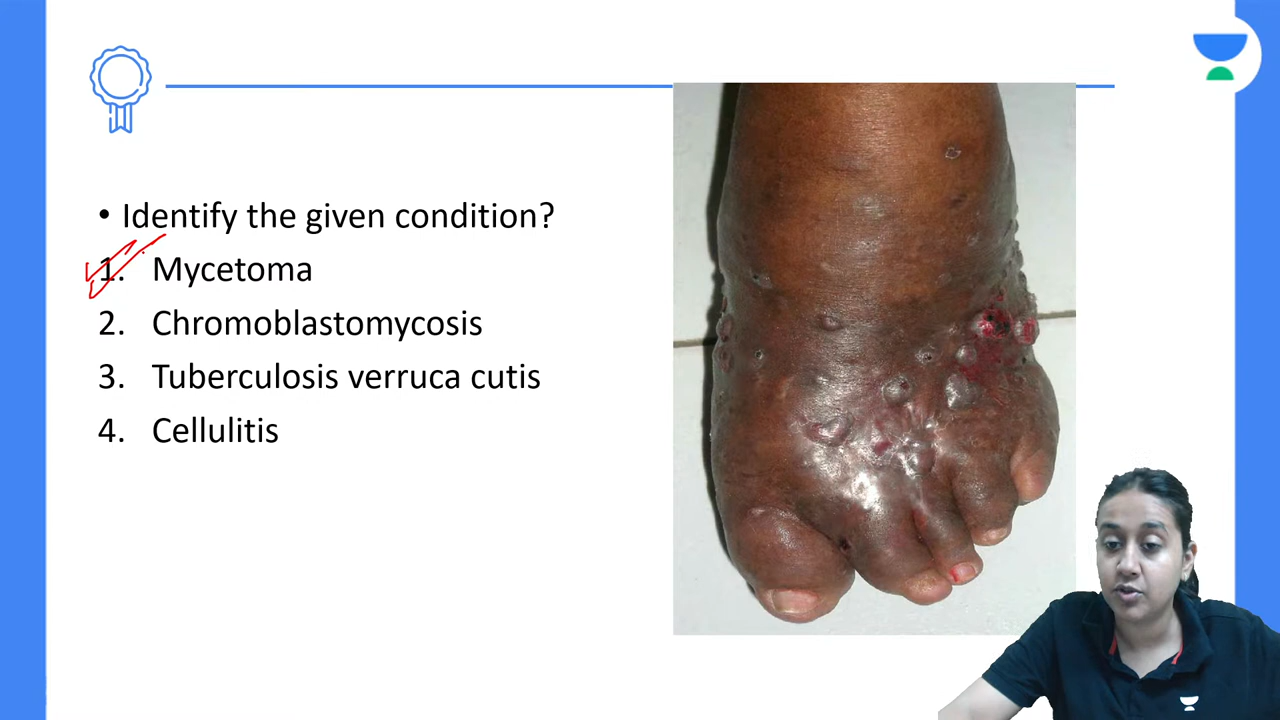 • Identify the given condition?
1. Mycetoma
2. Chromoblastomycosis
3. Tuberculosis verruca cutis
4. Cellulitis